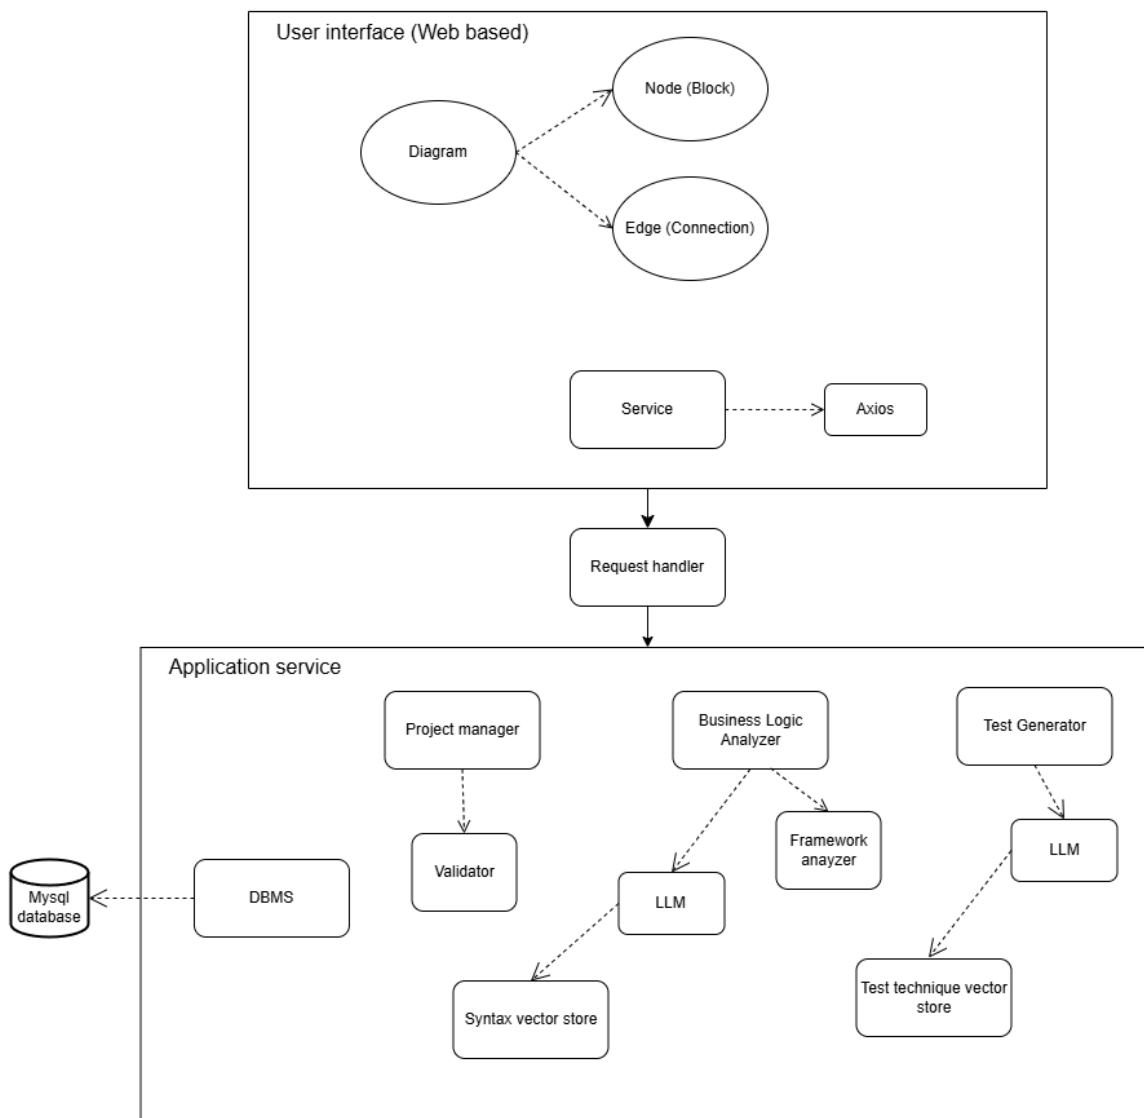 User interface (Web based)
Node (Block)
Diagram
Edge (Connection)
Service
Axios
Request handler
Application service
Project manager
Business Logic
Analyzer
Test Generator
Validator
Framework
anayzer
LLM
Mysql
database
DBMS
LLM
Syntax vector store
Test technique vector
store